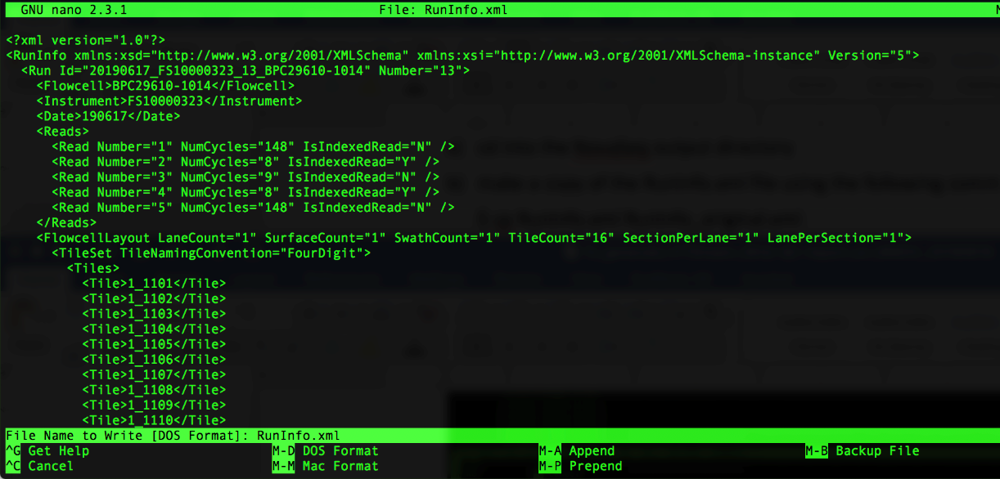 GNU nano 2.3.1 File: RunInfo.xml
<?xml version="1.0"?>
<RunInfo xmlns:xsd="http://www.w3.org/2001/XMLSchema" xmlns:xsi="http://www.w3.org/2001/XMLSchema-instance" Version="5">
<Run Id="20190617_FS10000323_13_BPC29610-1014" Number="13">
<Flowcell>BPC29610-1014</Flowcell>
<Instrument>FS10000323</Instrument>
<Date>190617</Date>
<Reads>
<Read Number="1" NumCycles="148" IsIndexedRead="N" />
<Read Number="2" NumCycles="8" IsIndexedRead="Y" />
<Read Number="3" NumCycles="9" IsIndexedRead="N" />
<Read Number="4" NumCycles="8" IsIndexedRead="Y" />
<Read Number="5" NumCycles="148" IsIndexedRead="N" />
</Reads>
<FlowcellLayout LaneCount="1" SurfaceCount="1" SwathCount="1" TileCount="16" SectionPerLane="1" LanePerSection="1">
<TileSet TileNamingConvention="FourDigit">
<Tiles>
<Tile>1_1101</Tile>
<Tile>1_1102</Tile>
<Tile>1_1103</Tile>
<Tile>1_1104</Tile>
<Tile>1_1105</Tile>
<Tile>1_1106</Tile>
<Tile>1_1107</Tile>
<Tile>1_1108</Tile>
<Tile>1_1109</Tile>
<Tile>1_1110</Tile>
File Name to Write [DOS Format]: RunInfo.xml
^G Get Help M-D DOS Format M-A Append M-B Backup File
^C Cancel M-M Mac Format M-P Prepend